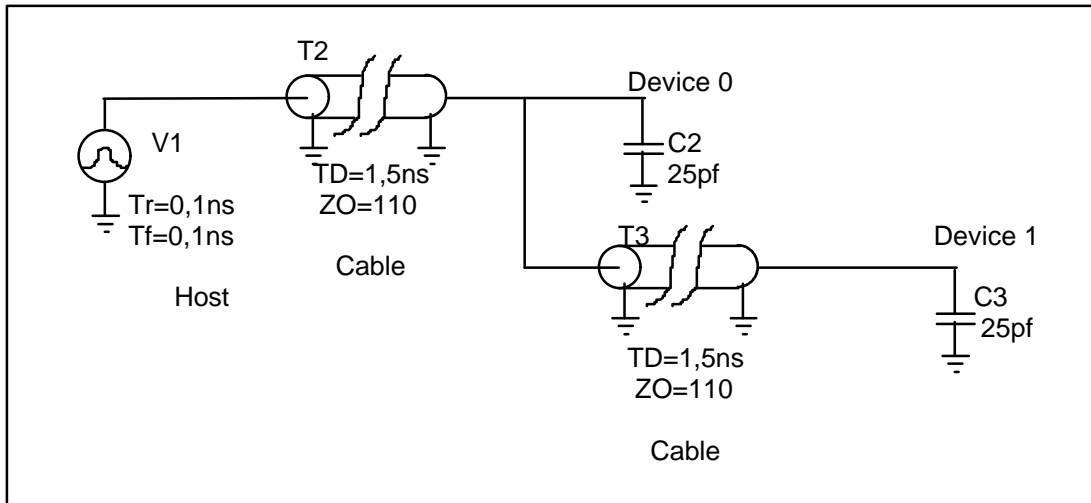 T2
Device 0
V1
C2
25pf
TD=1,5ns
ZO=110
Tr=0,1ns
Tf=0,1ns
T3
Device 1
Cable
Host
C3
25pf
TD=1,5ns
ZO=110
Cable